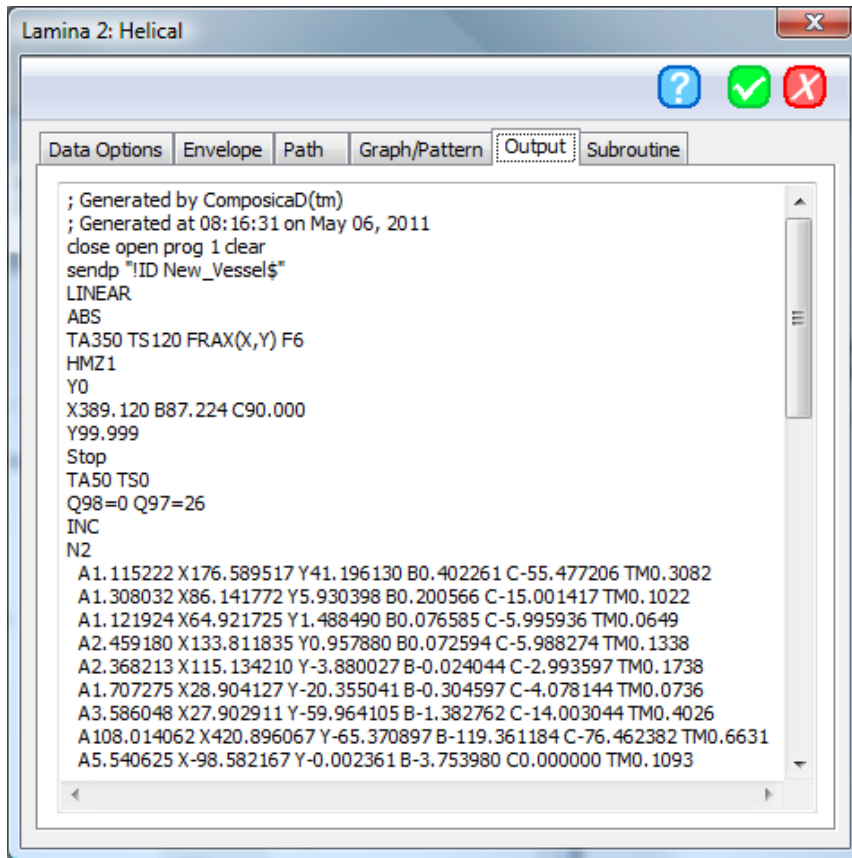 Lamina 2: Helical
Data Options Envelope Path Graph/Pattern Output Subroutine
; Generated by ComposicaD(tm)
; Generated at 08:16:31 on May 06, 2011
close open prog 1 clear
sendp "!ID New_Vessel$"
LINEAR
ABS
TA350 TS120 FRAX(X,Y) F6
HMZ1
Y0
X389.120 B87.224 C90.000
Y99.999
Stop
TA50 TS0
Q98=0 Q97=26
INC
N2
A1.115222 X176.589517 Y41.196130 B0.402261 C-55.477206 TM0.3082
A1.308032 X86.141772 Y5.930398 B0.200566 C-15.001417 TM0.1022
A1.121924 X64.921725 Y1.488490 B0.076585 C-5.995936 TM0.0649
A2.459180 X133.811835 Y0.957880 B0.072594 C-5.988274 TM0.1338
A2.368213 X115.134210 Y-3.880027 B-0.024044 C-2.993597 TM0.1738
A1.707275 X28.904127 Y-20.355041 B-0.304597 C-4.078144 TM0.0736
A3.586048 X27.902911 Y-59.964105 B-1.382762 C-14.003044 TM0.4026
A108.014062 X420.896067 Y-65.370897 B-119.361184 C-76.462382 TM0.6631
A5.540625 X-98.582167 Y-0.002361 B-3.753980 C0.000000 TM0.1093